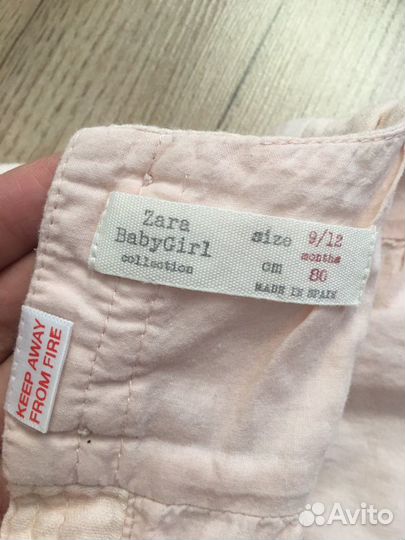 Zara
BabyGirl
collection
size 9/12
months
cm 80
MADE IN SPAIN
KEEP AWAY
FROM FIRE
Avito